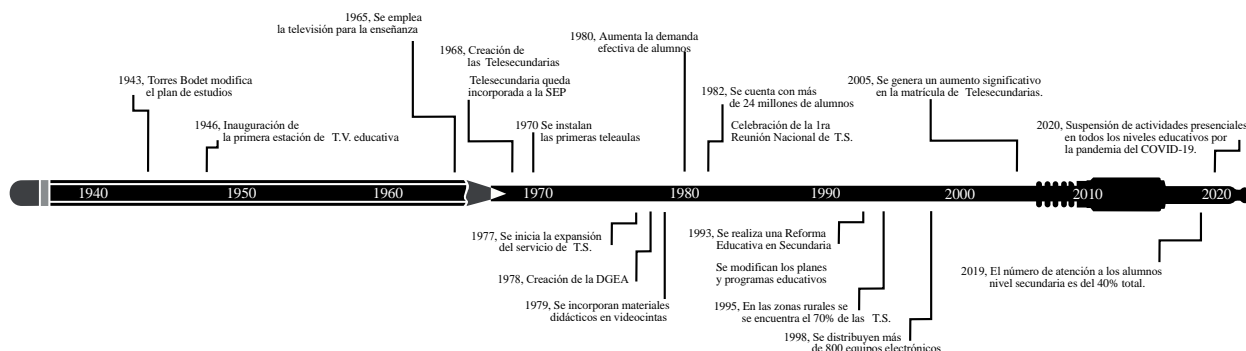 1965, Se emplea
la televisión para la enseñanza
1980, Aumenta la demanda
efectiva de alumnos
1968, Creación de
las Telesecundarias
Telesecundaria queda
incorporada a la SEP
1943, Torres Bodet modifica
el plan de estudios
1946, Inauguración de
la primera estación de T.V. educativa
1970 Se instalan
las primeras teleaulas
1982, Se cuenta con más
de 24 millones de alumnos
Celebración de la 1ra
Reunión Nacional de T.S.
2005, Se genera un aumento significativo
en la matrícula de Telesecundarias.
2020, Suspensión de actividades presenciales
en todos los niveles educativos por
la pandemia del COVID-19.
1940
1950
1960
1970
1980
1990
2000
2010
2020
1977, Se inicia la expansión
del servicio de T.S.
1978, Creación de la DGEA
1979, Se incorporan materiales
didácticos en videocintas
1993, Se realiza una Reforma
Educativa en Secundaria
Se modifican los planes
y programas educativos
1995, En las zonas rurales se
se encuentra el 70% de las T.S.
1998, Se distribuyen más
de 800 equipos electrónicos
2019, El número de atención a los alumnos
nivel secundaria es del 40% total.